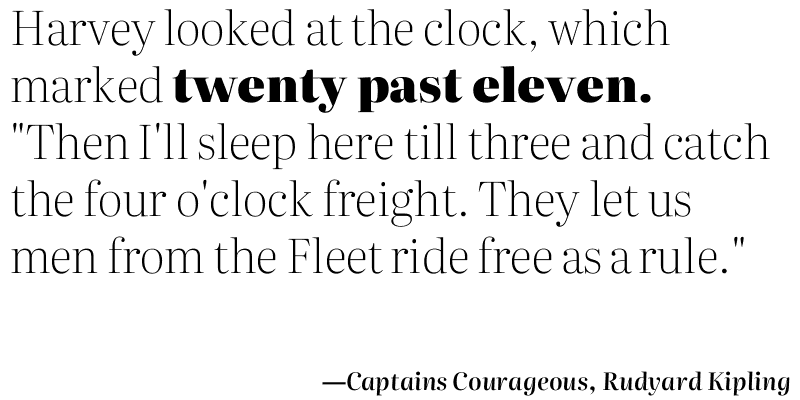 Harvey looked at the clock, which
marked twenty past eleven.
"Then I'll sleep here till three and catch
the four o'clock freight. They let us
men from the Fleet ride free as a rule."
—Captains Courageous, Rudyard Kipling